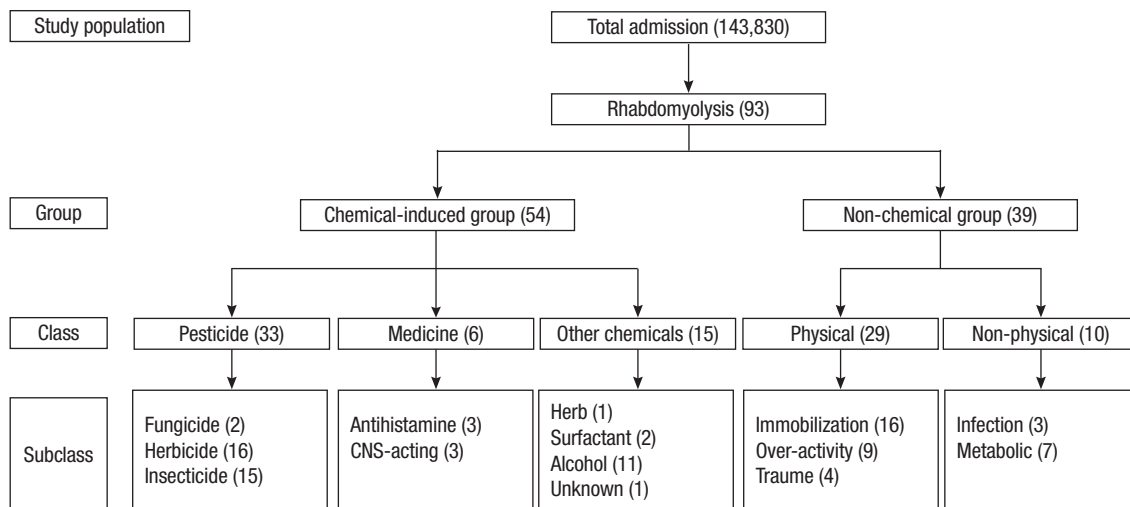 Study population
Total admission (143,830)
Rhabdomyolysis (93)
Group
Chemical-induced group (54)
Non-chemical group (39)
Class
Pesticide (33)
Medicine (6)
Other chemicals (15)
Physical (29)
Non-physical (10)
Subclass
Fungicide (2)
Herbicide (16)
Insecticide (15)
Antihistamine (3)
CNS-acting (3)
Herb (1)
Surfactant (2)
Alcohol (11)
Unknown (1)
Immobilization (16)
Over-activity (9)
Traume (4)
Infection (3)
Metabolic (7)